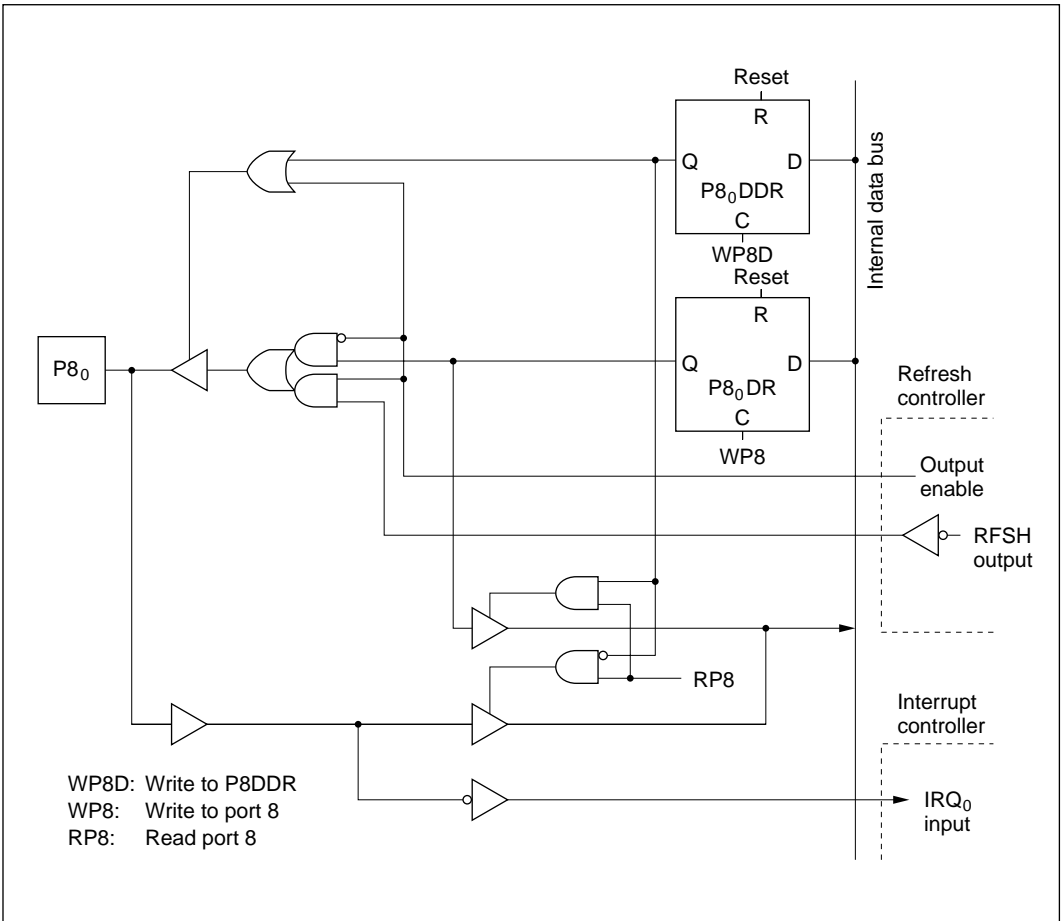 Reset
R
Q
D
P8₀DDR
C
WP8D
Internal data bus
Reset
R
Q
D
P8₀DR
C
WP8
P8₀
Refresh
controller
Output
enable
RFSH
output
RP8
Interrupt
controller
IRQ₀
input
WP8D: Write to P8DDR
WP8: Write to port 8
RP8: Read port 8